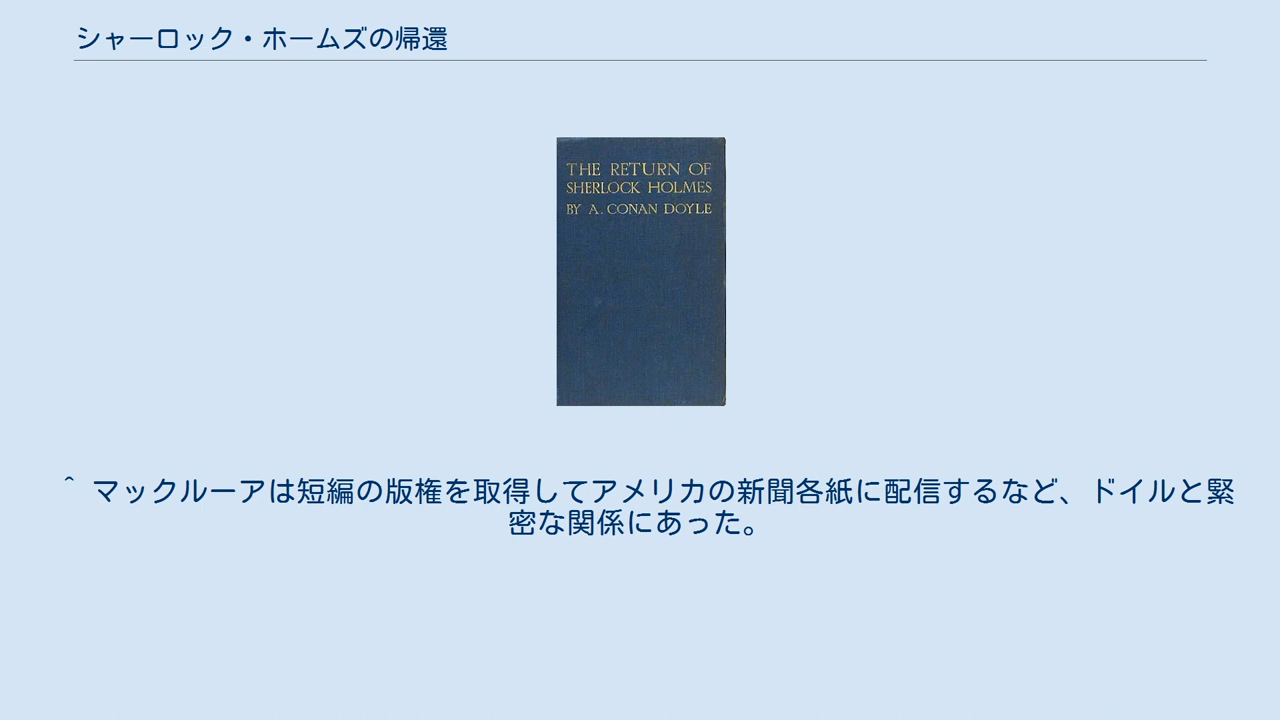 シャーロック・ホームズの帰還
THE RETURN OF
SHERLOCK HOLMES
BY A. CONAN DOYLE
^ マックルーアは短編の版権を取得してアメリカの新聞各紙に配信するなど、ドイルと緊
密な関係にあった。